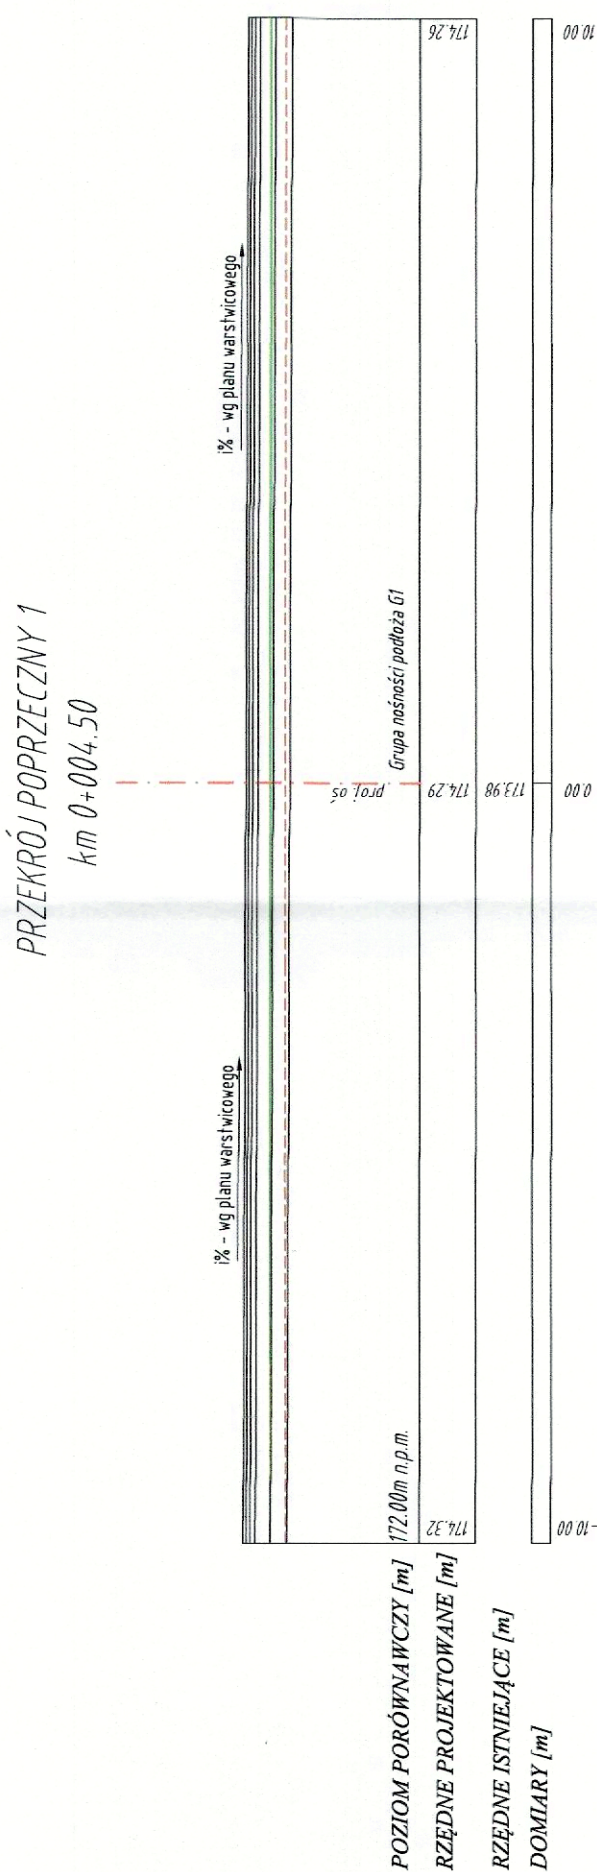 PRZEKRÓJ POPRZECZNY 1
km 0+004.50
i% - wg planu warstwicowego
i% - wg planu warstwicowego
proj. oś
Grupa nośności podłoża G1
POZIOM PORÓWNAWCZY [m] 172.00m n.p.m.
RZĘDNE PROJEKTOWANE [m] 174.32 174.29 174.26
RZĘDNE ISTNIEJĄCE [m] 173.98
DOMIARY [m] -10.00 0.00 10.00